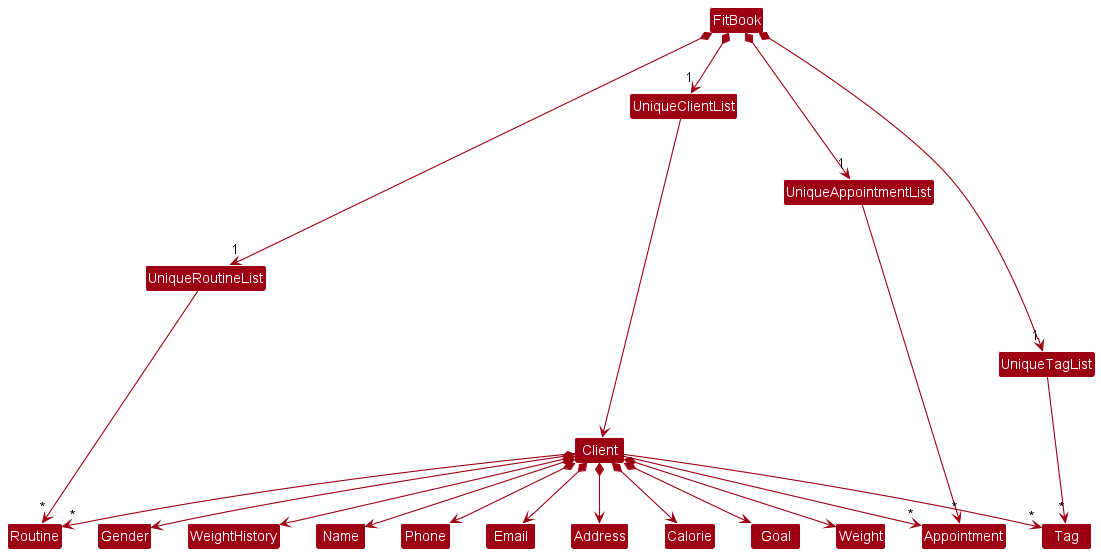 FitBook
1
UniqueClientList
1
UniqueAppointmentList
1
UniqueRoutineList
1
UniqueTagList
Client
*
*
*
*
*
*
Routine
Gender
WeightHistory
Name
Phone
Email
Address
Calorie
Goal
Weight
Appointment
Tag